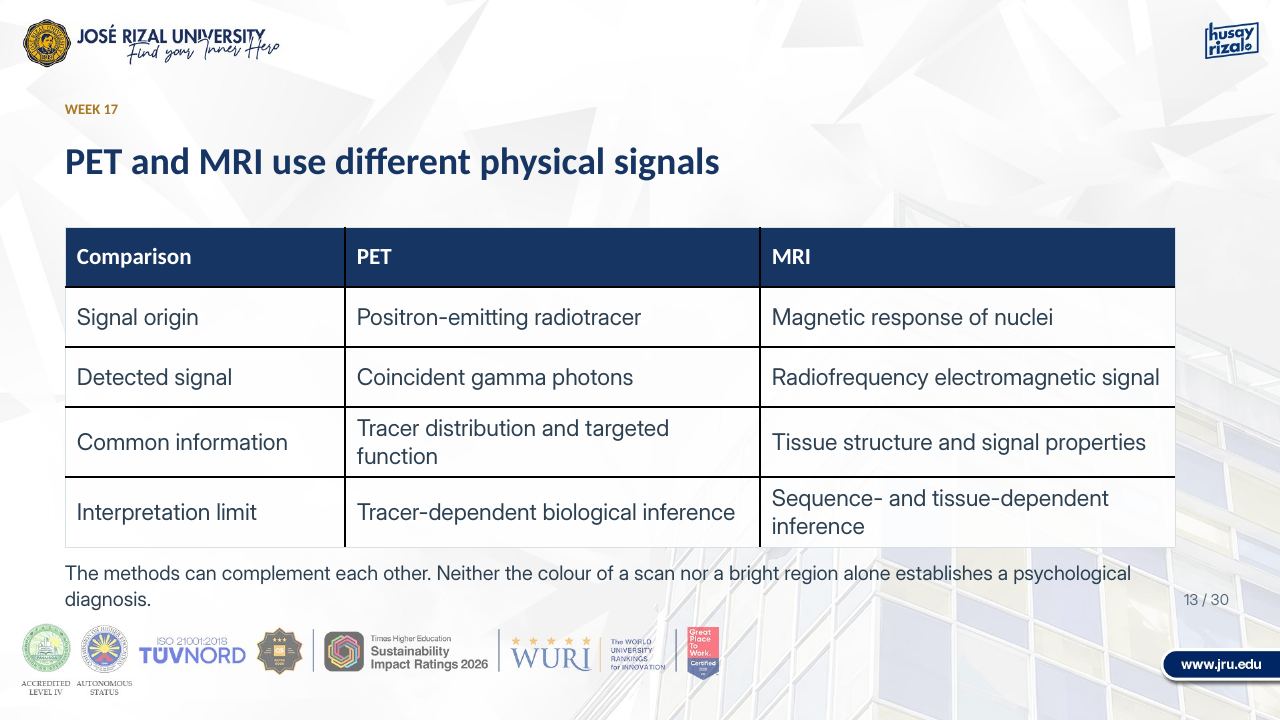 JOSÉ RIZAL UNIVERSITY
Find your Inner Hero
husay
rizal
WEEK 17
PET and MRI use different physical signals
Comparison PET MRI
Signal origin Positron-emitting radiotracer Magnetic response of nuclei
Detected signal Coincident gamma photons Radiofrequency electromagnetic signal
Common information Tracer distribution and targeted function Tissue structure and signal properties
Interpretation limit Tracer-dependent biological inference Sequence- and tissue-dependent inference
The methods can complement each other. Neither the colour of a scan nor a bright region alone establishes a psychological
diagnosis.
13 / 30
ACCREDITED
LEVEL IV
AUTONOMOUS
STATUS
ISO 21001:2018
TÜVNORD
Times Higher Education
Sustainability
Impact Ratings 2026
WURI
The WORLD
UNIVERSITY
RANKINGS
for INNOVATION
Great
Place
To
Work.
Certified
www.jru.edu